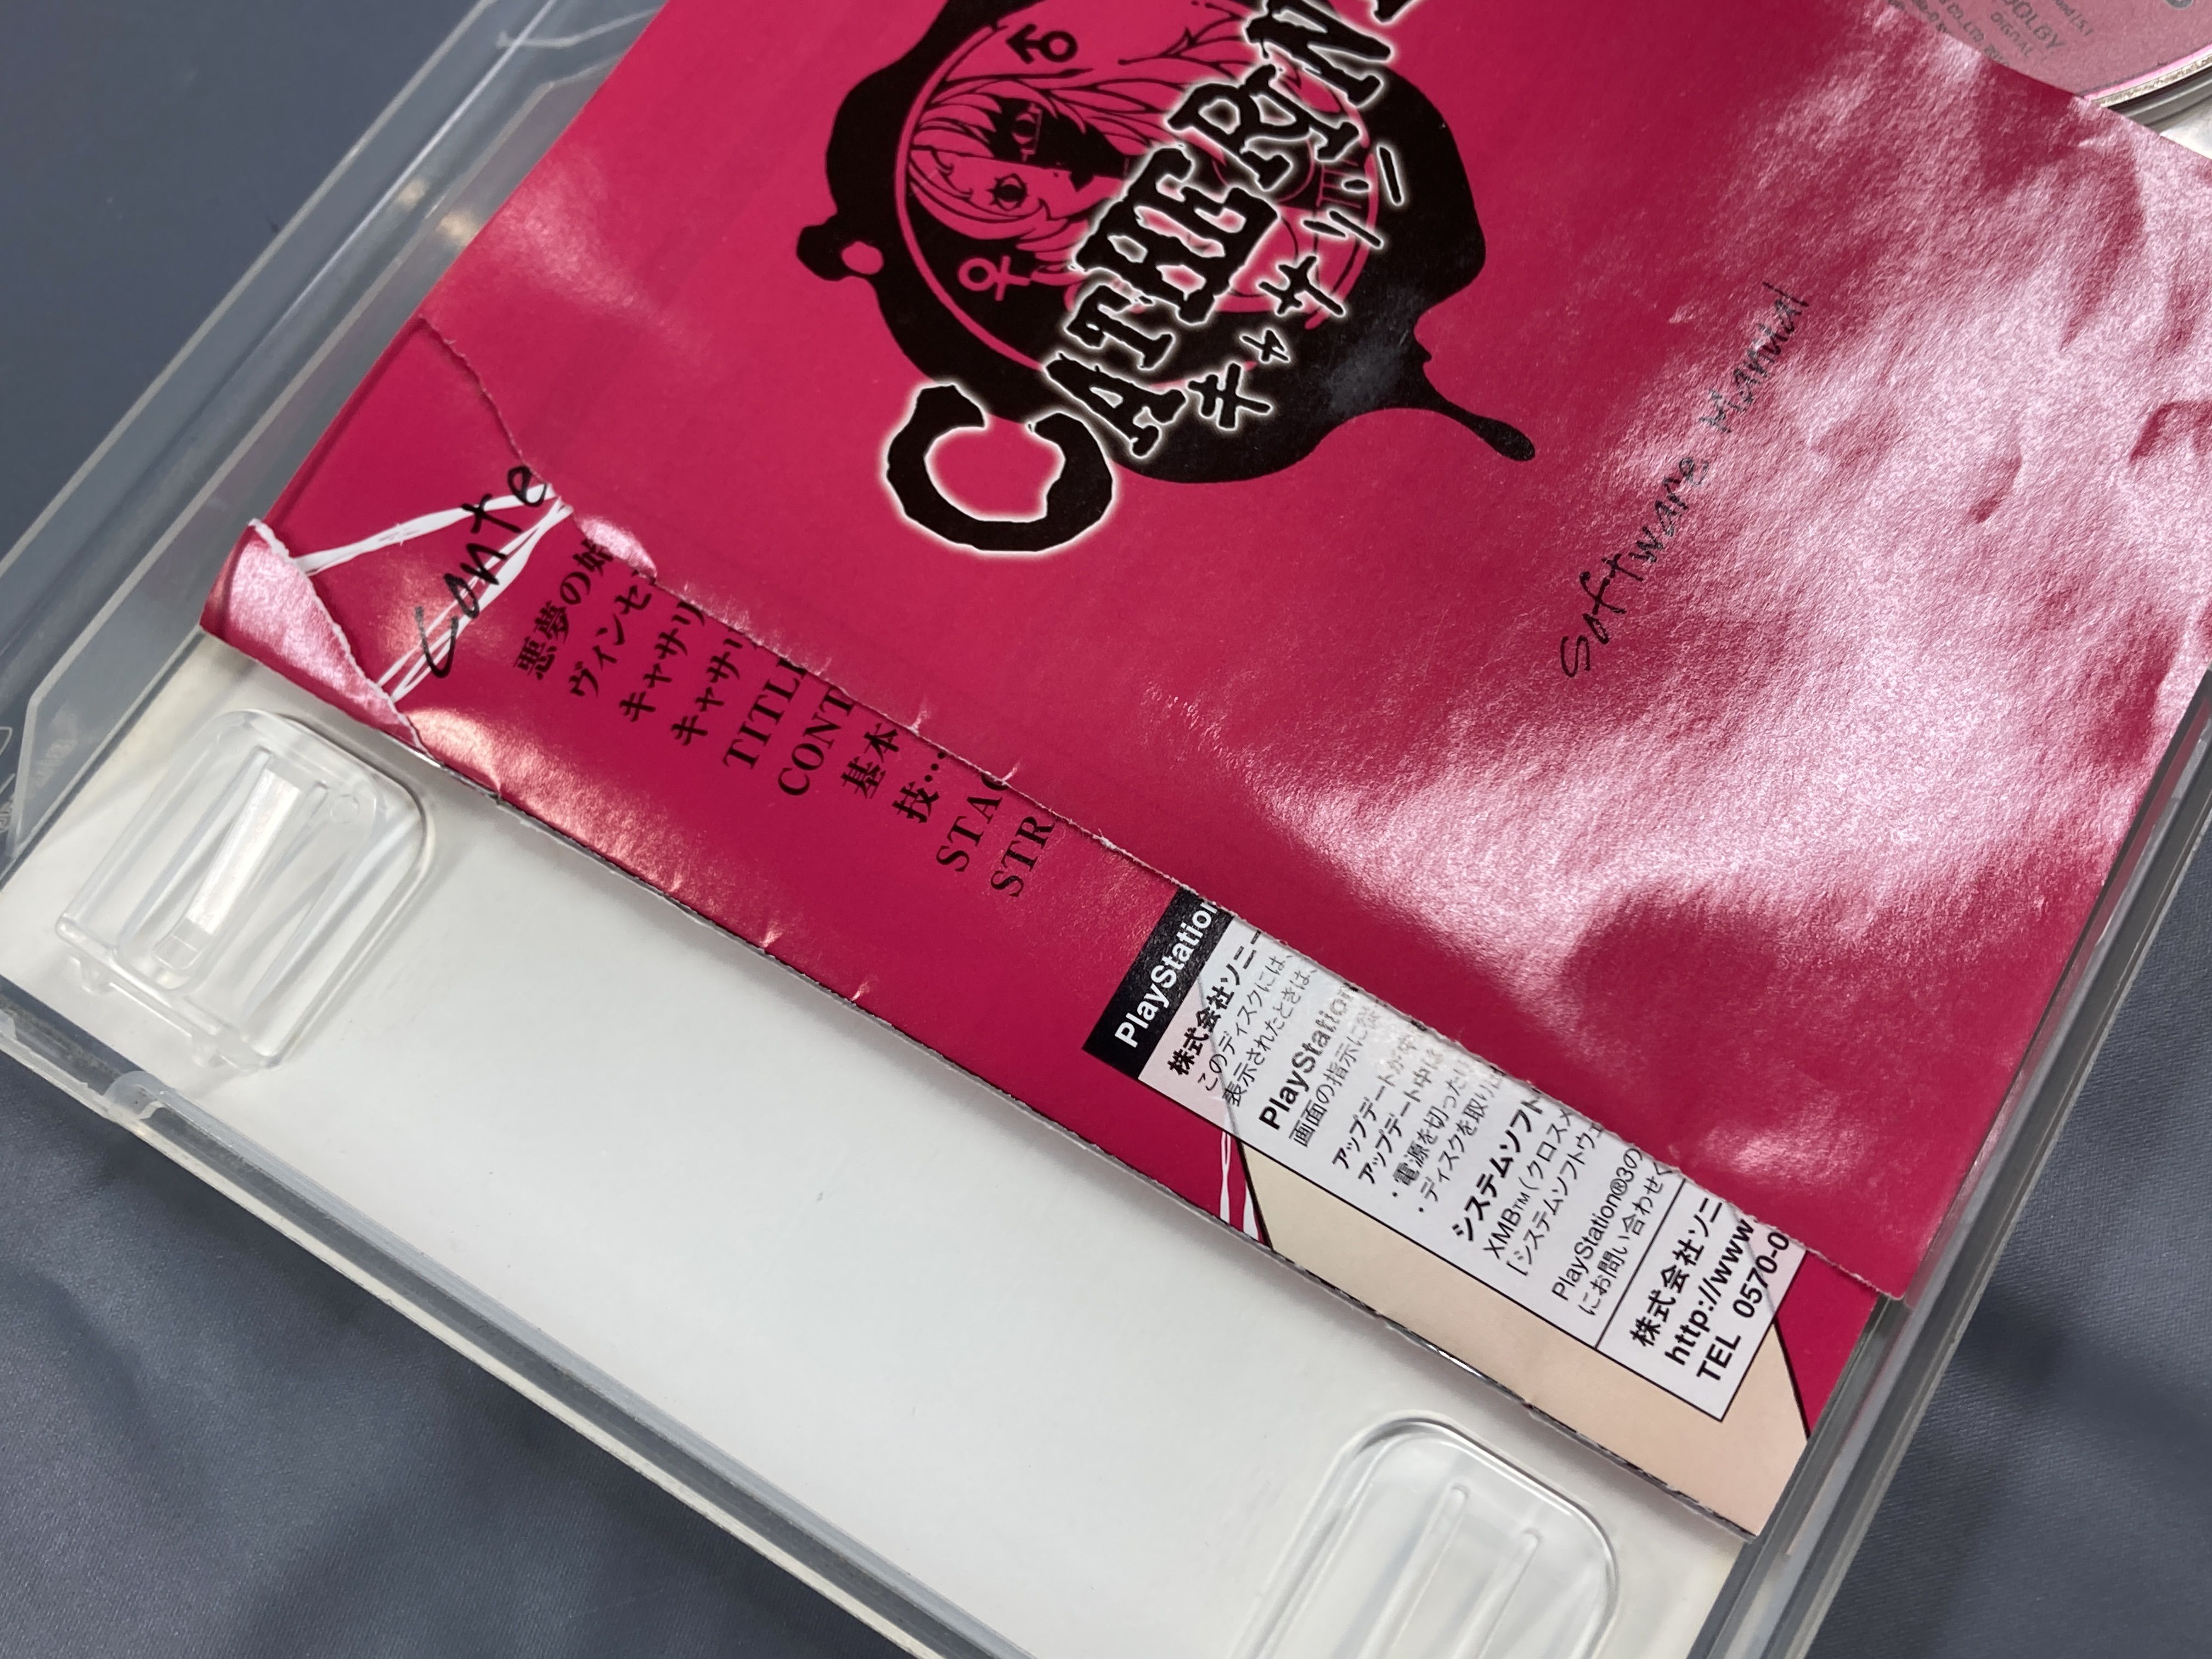 CATHERINE
キャサリン
Software Manual
Conte
悪夢の始
ヴィンセ
キャサリ
キャサリ
TITLE
CONT
基本
技…
STAG
STR
PlayStation
株式会社ソニー
このディスクには、
表示されたときは、
PlayStation
画面の指示に従
アップデートが
アップデート中は
・電源を切った
・ディスクを取り
システムソフト
XMB™(クロスメ
[システムソフトウェ
PlayStation®3の
にお問い合わせく
株式会社ソニ
http://www
TEL 0570-0
DOLBY
DIGITAL